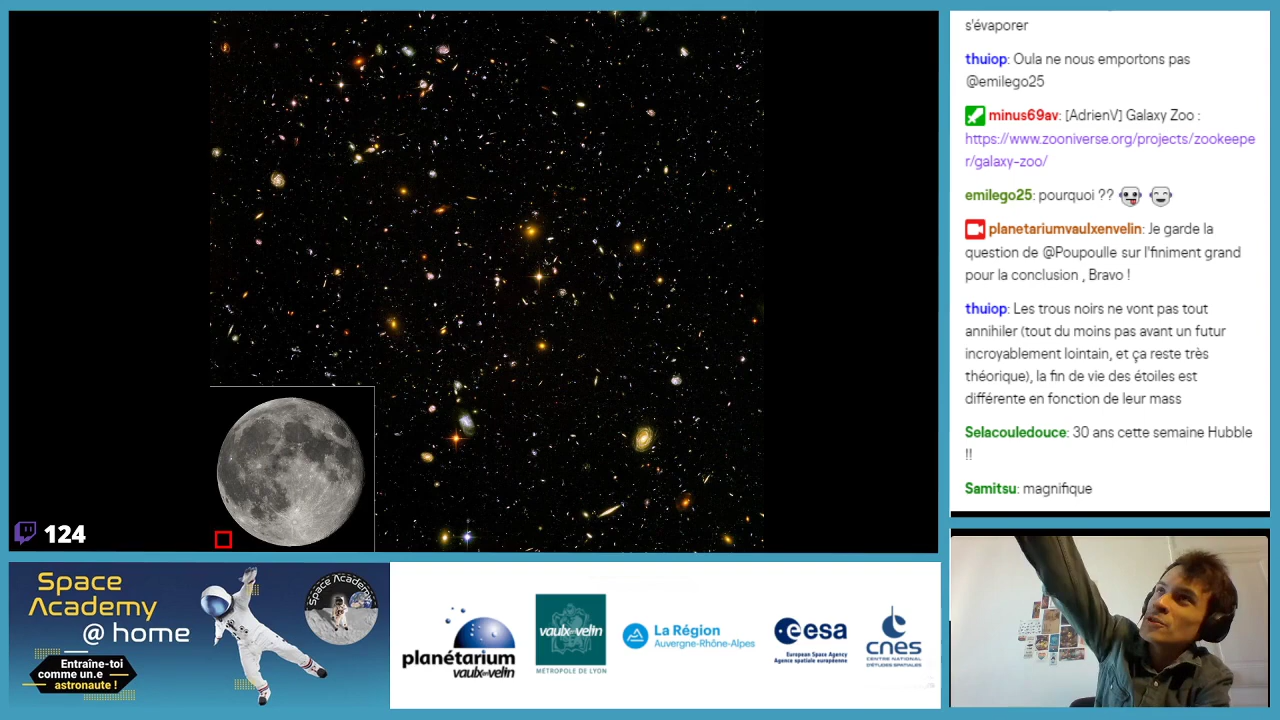 s'évaporer
thuiop: Oula ne nous emportons pas
@emilego25
minus69av: [AdrienV] Galaxy Zoo :
https://www.zooniverse.org/projects/zookeepe
r/galaxy-zoo/
emilego25: pourquoi ??
planetariumvaulxenvelin: Je garde la
question de @Poupoulle sur l'finiment grand
pour la conclusion , Bravo !
thuiop: Les trous noirs ne vont pas tout
annihiler (tout du moins pas avant un futur
incroyablement lointain, et ça reste très
théorique), la fin de vie des étoiles est
différente en fonction de leur mass
Selacouledouce: 30 ans cette semaine Hubble
!!
Samitsu: magnifique
124
Space
Academy
@ home
Entraîne-toi
comme un.e
astronaute !
Space Academy
planétarium
vaulx en velin
vaulx en velin
MÉTROPOLE DE LYON
La Région
Auvergne-Rhône-Alpes
esa
European Space Agency
Agence spatiale européenne
cnes
CENTRE NATIONAL
D'ÉTUDES SPATIALES